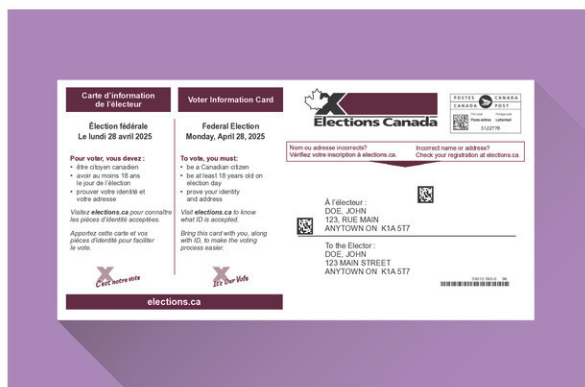 Carte d'information
de l'électeur
Élection fédérale
Le lundi 28 avril 2025
Pour voter, vous devez :
• être citoyen canadien
• avoir au moins 18 ans
le jour de l'élection
• prouver votre identité et
votre adresse
Visitez elections.ca pour connaître
les pièces d'identité acceptées.
Apportez cette carte et vos
pièces d'identité pour faciliter
le vote.
C'est notre vote
Voter Information Card
Federal Election
Monday, April 28, 2025
To vote, you must:
• be a Canadian citizen
• be at least 18 years old on
election day
• prove your identity
and address
Visit elections.ca to know
what ID is accepted.
Bring this card with you, along
with ID, to make the voting
process easier.
It's Our Vote
elections.ca
Elections Canada
POSTES CANADA
CANADA POST
Poste-lettres Lettermail
3122778
Nom ou adresse incorrects?
Vérifiez votre inscription à elections.ca.
Incorrect name or address?
Check your registration at elections.ca.
À l'électeur :
DOE, JOHN
123, RUE MAIN
ANYTOWN ON K1A 5T7
To the Elector :
DOE, JOHN
123 MAIN STREET
ANYTOWN ON K1A 5T7